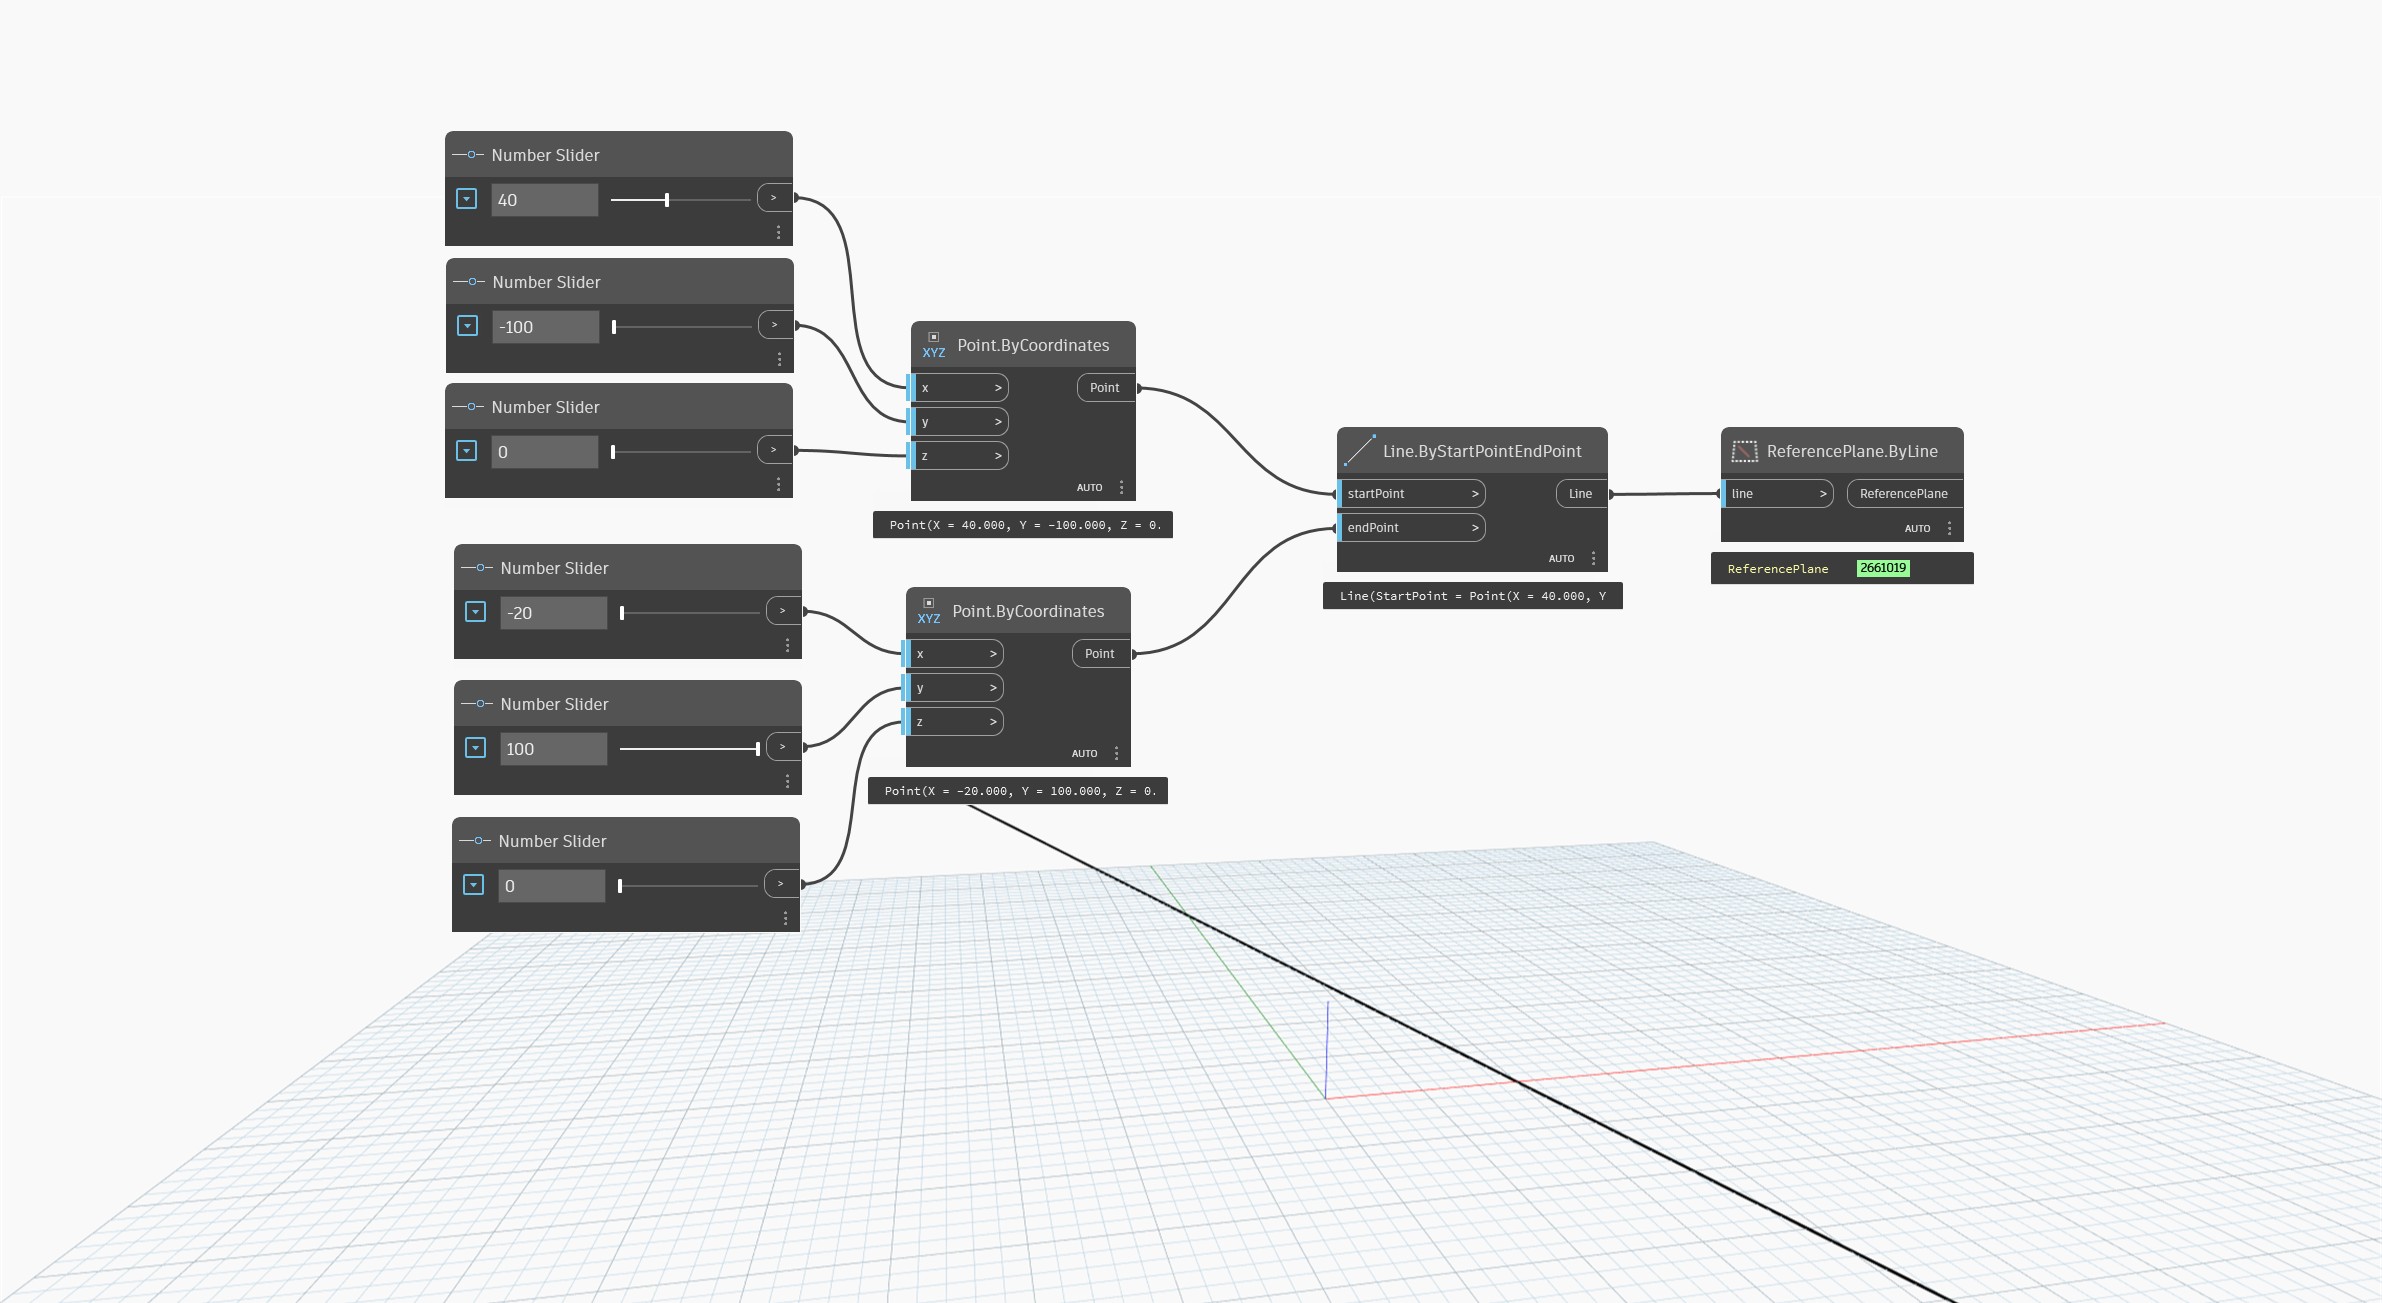 Number Slider
40
>
Number Slider
-100
>
Number Slider
0
>
XYZ Point.ByCoordinates
x > Point
y >
z >
AUTO
Point(X = 40.000, Y = -100.000, Z = 0.
Number Slider
-20
>
Number Slider
100
>
Number Slider
0
>
XYZ Point.ByCoordinates
x > Point
y >
z >
AUTO
Point(X = -20.000, Y = 100.000, Z = 0.
Line.ByStartPointEndPoint
startPoint > Line
endPoint >
AUTO
Line(StartPoint = Point(X = 40.000, Y
ReferencePlane.ByLine
line > ReferencePlane
AUTO
ReferencePlane 2661019